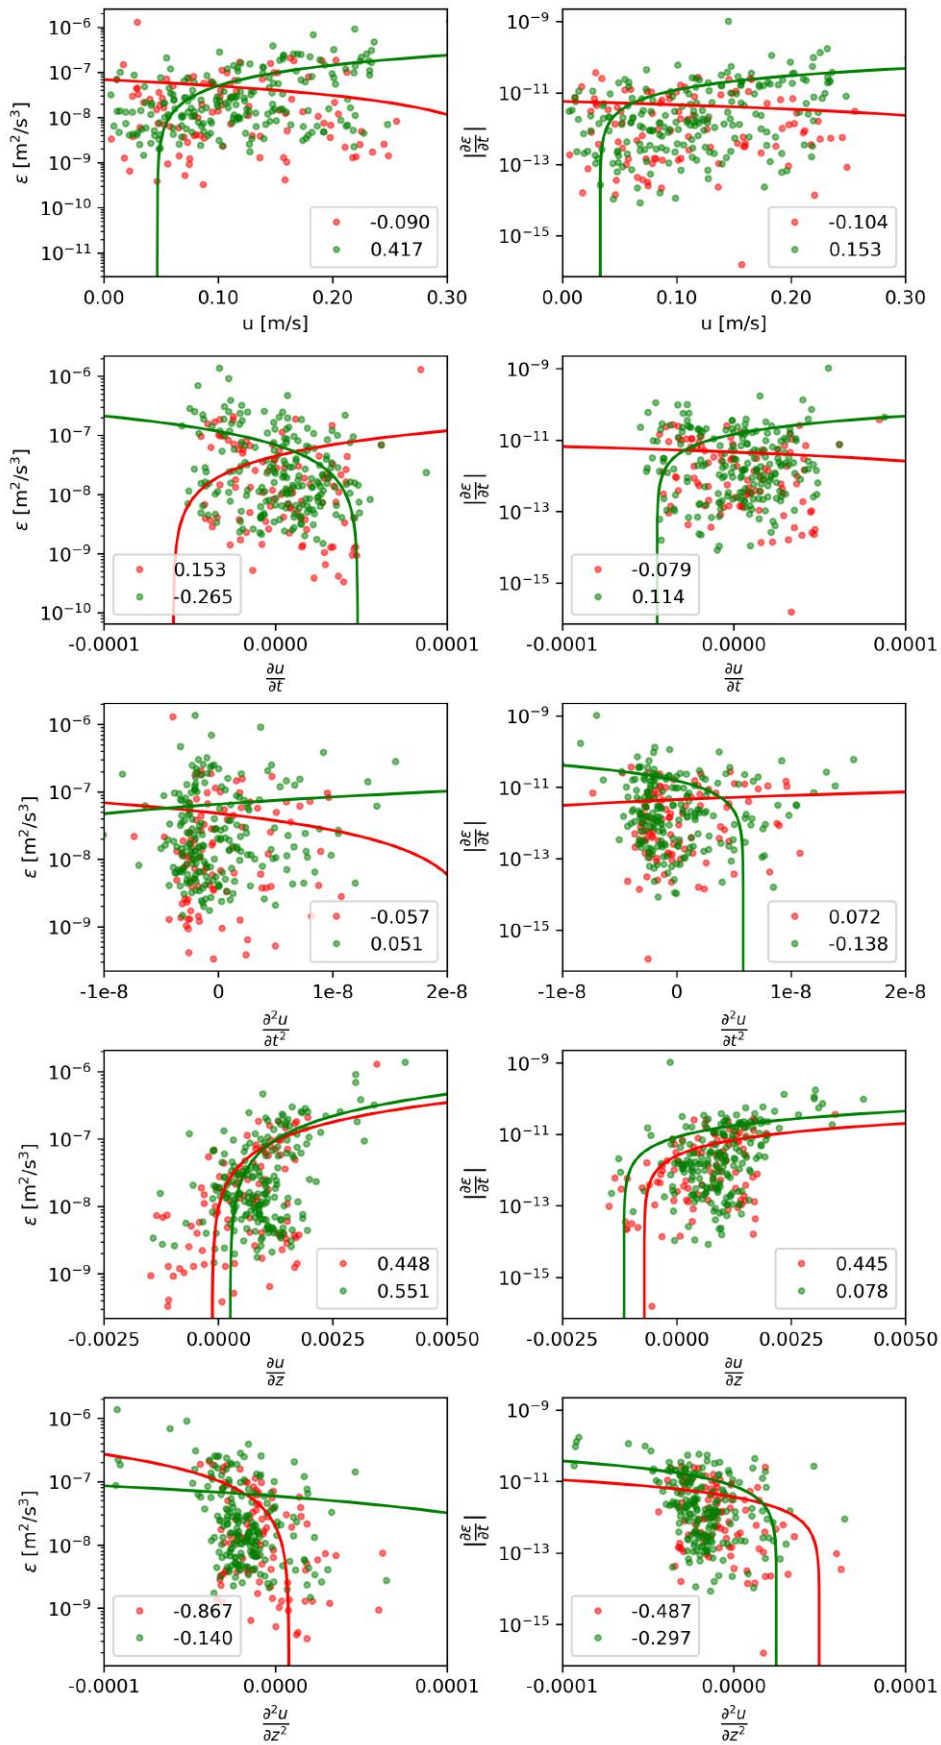 10⁻⁶
10⁻⁷
10⁻⁸
10⁻⁹
10⁻¹⁰
10⁻¹¹
ε [m²/s³]
-0.090
0.417
0.00 0.10 0.20 0.30
u [m/s]
10⁻⁹
10⁻¹¹
10⁻¹³
10⁻¹⁵
|∂ε/∂t|
-0.104
0.153
0.00 0.10 0.20 0.30
u [m/s]
10⁻⁶
10⁻⁷
10⁻⁸
10⁻⁹
10⁻¹⁰
ε [m²/s³]
0.153
-0.265
-0.0001 0.0000 0.0001
∂u/∂t
10⁻⁹
10⁻¹¹
10⁻¹³
10⁻¹⁵
|∂ε/∂t|
-0.079
0.114
-0.0001 0.0000 0.0001
∂u/∂t
10⁻⁶
10⁻⁷
10⁻⁸
10⁻⁹
ε [m²/s³]
-0.057
0.051
-1e-8 0 1e-8 2e-8
∂²u/∂t²
10⁻⁹
10⁻¹¹
10⁻¹³
10⁻¹⁵
|∂ε/∂t|
0.072
-0.138
-1e-8 0 1e-8 2e-8
∂²u/∂t²
10⁻⁶
10⁻⁷
10⁻⁸
10⁻⁹
ε [m²/s³]
0.448
0.551
-0.0025 0.0000 0.0025 0.0050
∂u/∂z
10⁻⁹
10⁻¹¹
10⁻¹³
10⁻¹⁵
|∂ε/∂t|
0.445
0.078
-0.0025 0.0000 0.0025 0.0050
∂u/∂z
10⁻⁶
10⁻⁷
10⁻⁸
10⁻⁹
ε [m²/s³]
-0.867
-0.140
-0.0001 0.0000 0.0001
∂²u/∂z²
10⁻⁹
10⁻¹¹
10⁻¹³
10⁻¹⁵
|∂ε/∂t|
-0.487
-0.297
-0.0001 0.0000 0.0001
∂²u/∂z²